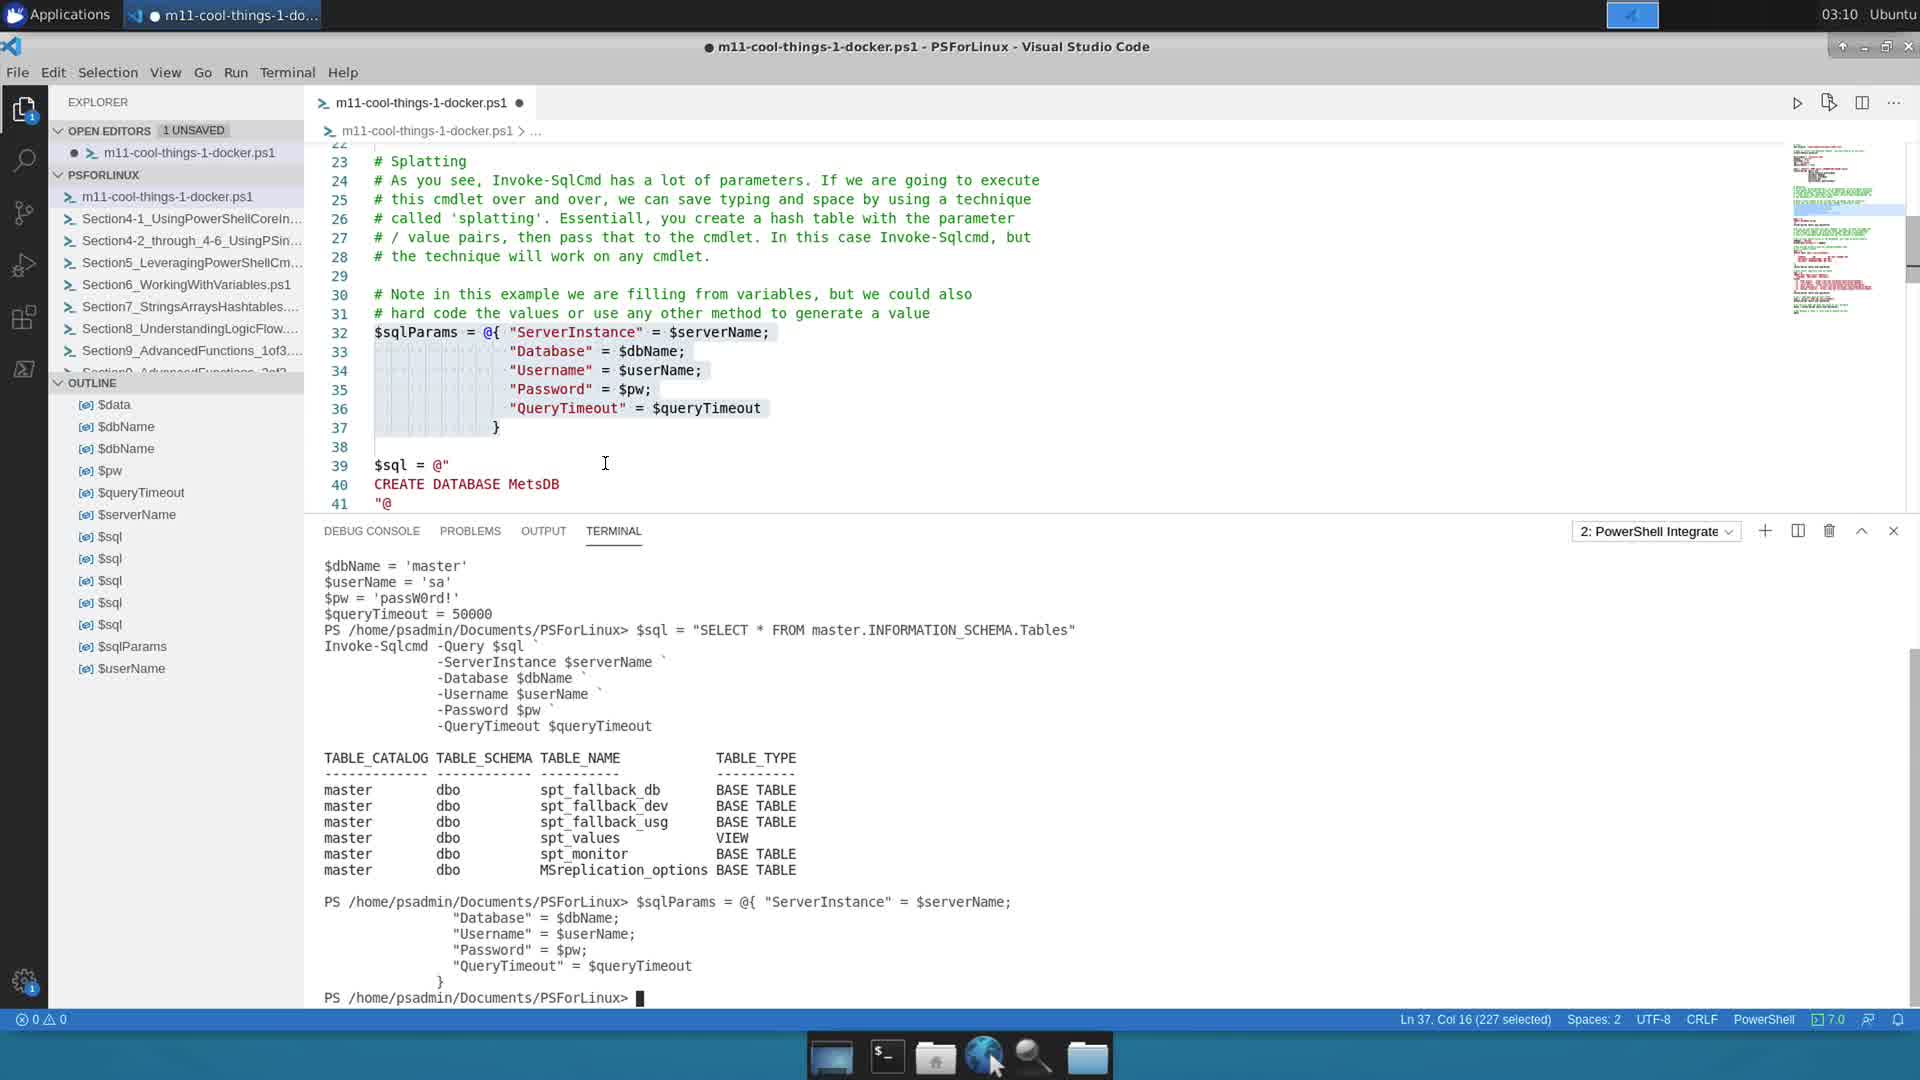 Applications
m11-cool-things-1-do...
03:10 Ubuntu
● m11-cool-things-1-docker.ps1 - PSForLinux - Visual Studio Code
File Edit Selection View Go Run Terminal Help
EXPLORER
OPEN EDITORS 1 UNSAVED
m11-cool-things-1-docker.ps1
PSFORLINUX
m11-cool-things-1-docker.ps1
Section4-1_UsingPowerShellCoreIn...
Section4-2_through_4-6_UsingPSin...
Section5_LeveragingPowerShellCm...
Section6_WorkingWithVariables.ps1
Section7_StringsArraysHashtables....
Section8_UnderstandingLogicFlow....
Section9_AdvancedFunctions_1of3....
OUTLINE
$data
$dbName
$dbName
$pw
$queryTimeout
$serverName
$sql
$sql
$sql
$sql
$sql
$sqlParams
$userName
1
1
m11-cool-things-1-docker.ps1
m11-cool-things-1-docker.ps1 > ...
22
23 # Splatting
24 # As you see, Invoke-SqlCmd has a lot of parameters. If we are going to execute
25 # this cmdlet over and over, we can save typing and space by using a technique
26 # called 'splatting'. Essentiall, you create a hash table with the parameter
27 # / value pairs, then pass that to the cmdlet. In this case Invoke-Sqlcmd, but
28 # the technique will work on any cmdlet.
29
30 # Note in this example we are filling from variables, but we could also
31 # hard code the values or use any other method to generate a value
32 $sqlParams = @{ "ServerInstance" = $serverName;
33 "Database" = $dbName;
34 "Username" = $userName;
35 "Password" = $pw;
36 "QueryTimeout" = $queryTimeout
37 }
38
39 $sql = @"
40 CREATE DATABASE MetsDB
41 "@
DEBUG CONSOLE PROBLEMS OUTPUT TERMINAL
2: PowerShell Integrate
$dbName = 'master'
$userName = 'sa'
$pw = 'passW0rd!'
$queryTimeout = 50000
PS /home/psadmin/Documents/PSForLinux> $sql = "SELECT * FROM master.INFORMATION_SCHEMA.Tables"
Invoke-Sqlcmd -Query $sql `
-ServerInstance $serverName `
-Database $dbName `
-Username $userName `
-Password $pw `
-QueryTimeout $queryTimeout
TABLE_CATALOG TABLE_SCHEMA TABLE_NAME TABLE_TYPE
------------- ------------ ---------- ----------
master dbo spt_fallback_db BASE TABLE
master dbo spt_fallback_dev BASE TABLE
master dbo spt_fallback_usg BASE TABLE
master dbo spt_values VIEW
master dbo spt_monitor BASE TABLE
master dbo MSreplication_options BASE TABLE
PS /home/psadmin/Documents/PSForLinux> $sqlParams = @{ "ServerInstance" = $serverName;
"Database" = $dbName;
"Username" = $userName;
"Password" = $pw;
"QueryTimeout" = $queryTimeout
}
PS /home/psadmin/Documents/PSForLinux>
0 0
Ln 37, Col 16 (227 selected) Spaces: 2 UTF-8 CRLF PowerShell 7.0